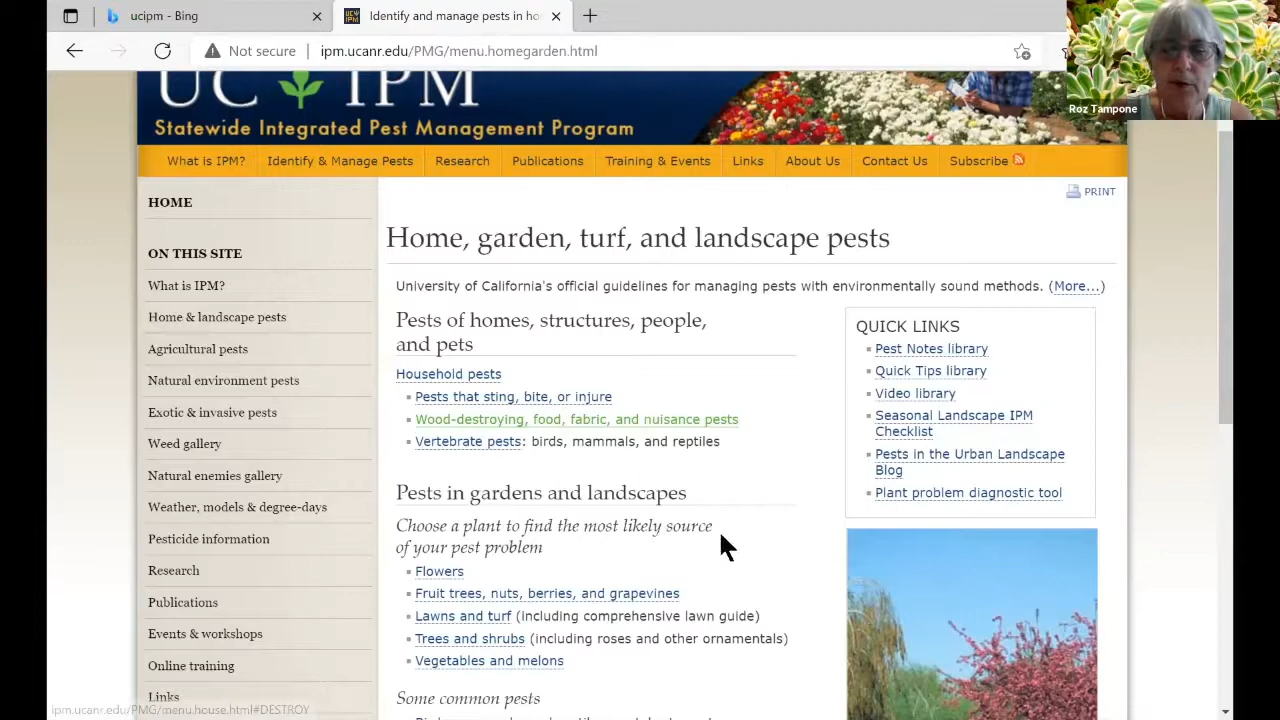 ucipm - Bing
Identify and manage pests in ho
Not secure
ipm.ucanr.edu/PMG/menu.homegarden.html
Roz Tampone
UC IPM
Statewide Integrated Pest Management Program
What is IPM? Identify & Manage Pests Research Publications Training & Events Links About Us Contact Us Subscribe
PRINT
HOME
ON THIS SITE
What is IPM?
Home & landscape pests
Agricultural pests
Natural environment pests
Exotic & invasive pests
Weed gallery
Natural enemies gallery
Weather, models & degree-days
Pesticide information
Research
Publications
Events & workshops
Online training
Links
Home, garden, turf, and landscape pests
University of California's official guidelines for managing pests with environmentally sound methods. (More...)
Pests of homes, structures, people,
and pets
Household pests
Pests that sting, bite, or injure
Wood-destroying, food, fabric, and nuisance pests
Vertebrate pests: birds, mammals, and reptiles
Pests in gardens and landscapes
Choose a plant to find the most likely source
of your pest problem
Flowers
Fruit trees, nuts, berries, and grapevines
Lawns and turf (including comprehensive lawn guide)
Trees and shrubs (including roses and other ornamentals)
Vegetables and melons
Some common pests
QUICK LINKS
Pest Notes library
Quick Tips library
Video library
Seasonal Landscape IPM
Checklist
Pests in the Urban Landscape
Blog
Plant problem diagnostic tool
ipm.ucanr.edu/PMG/menu.house.html#DESTROY